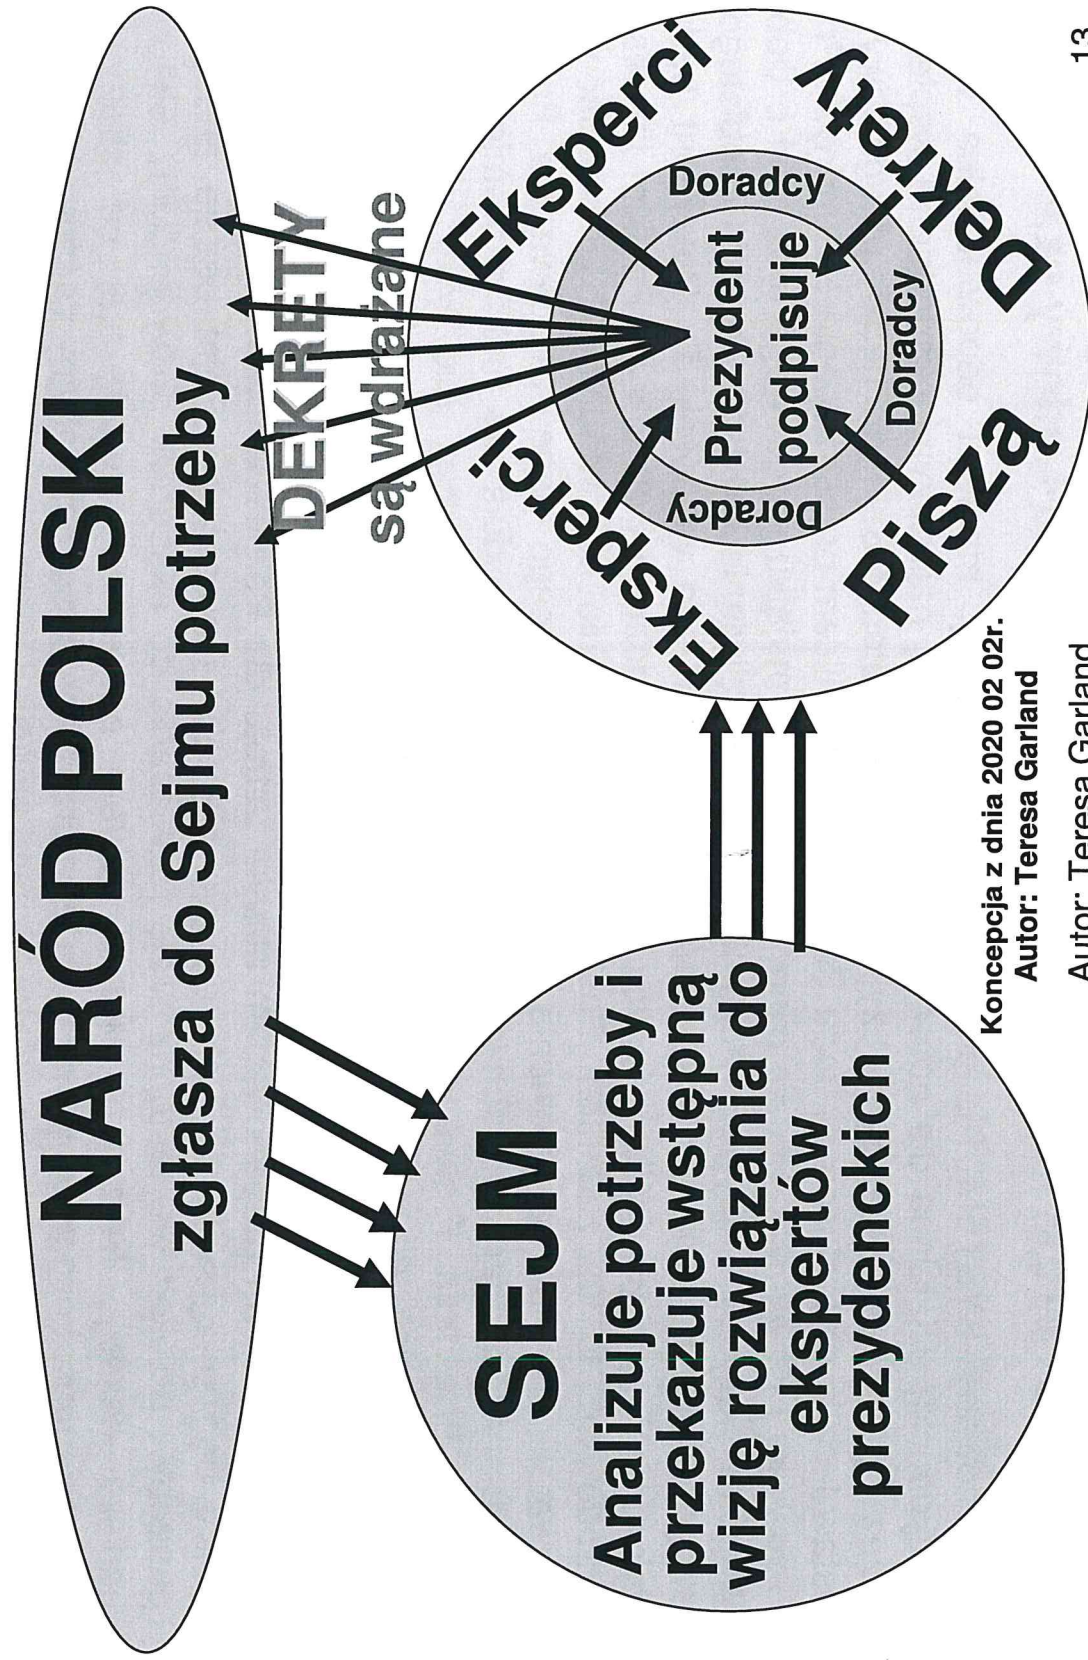 NARÓD POLSKI
zgłasza do Sejmu potrzeby
DEKRETY
są wdrażane
SEJM
Analizuje potrzeby i
przekazuje wstępną
wizję rozwiązania do
ekspertów
prezydenckich
Eksperci
Eksperci
Piszą
Dekrety
Doradcy
Doradcy
Doradcy
Prezydent
podpisuje
Koncepcja z dnia 2020 02 02r.
Autor: Teresa Garland
Autor: Teresa Garland
13